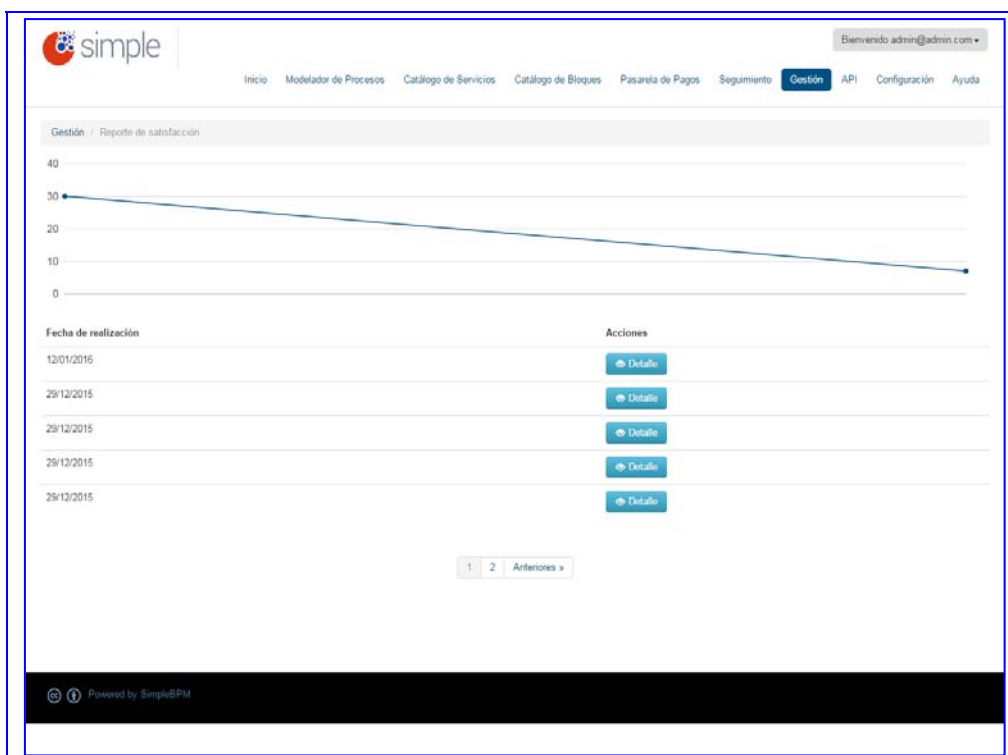 simple
Bienvenido admin@admin.com
Inicio Modelador de Procesos Catálogo de Servicios Catálogo de Bloques Pasarela de Pagos Seguimiento Gestión API Configuración Ayuda
Gestión / Reporte de satisfacción
40
30
20
10
0
Fecha de realización Acciones
12/01/2016 Detalle
29/12/2015 Detalle
29/12/2015 Detalle
29/12/2015 Detalle
29/12/2015 Detalle
1 2 Anteriores »
cc Powered by SimpleBPM